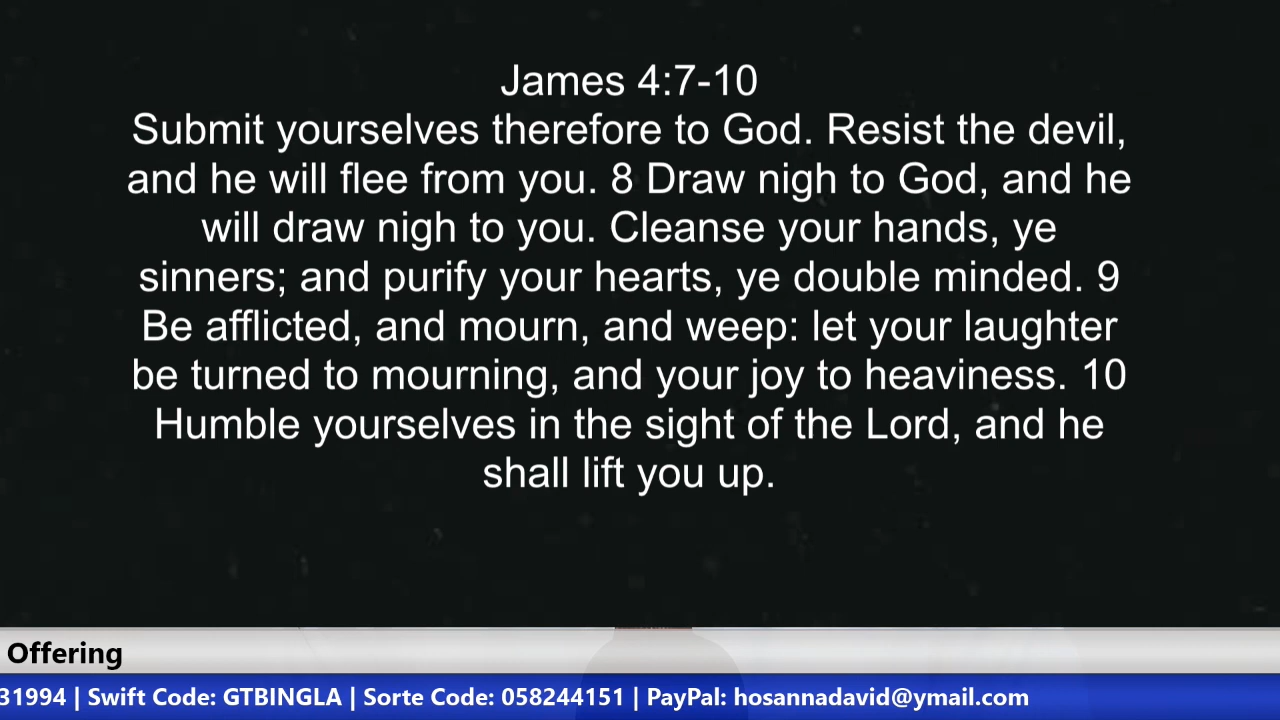 James 4:7-10
Submit yourselves therefore to God. Resist the devil,
and he will flee from you. 8 Draw nigh to God, and he
will draw nigh to you. Cleanse your hands, ye
sinners; and purify your hearts, ye double minded. 9
Be afflicted, and mourn, and weep: let your laughter
be turned to mourning, and your joy to heaviness. 10
Humble yourselves in the sight of the Lord, and he
shall lift you up.
Offering
31994 | Swift Code: GTBINGLA | Sorte Code: 058244151 | PayPal: hosannadavid@ymail.com